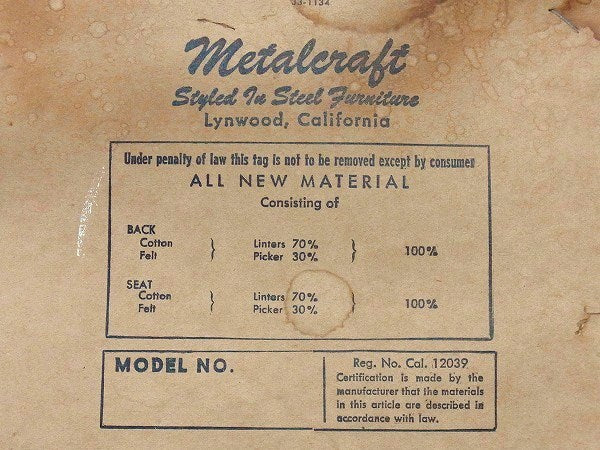 33-1134
Metalcraft
Styled In Steel Furniture
Lynwood, California
Under penalty of law this tag is not to be removed except by consumer
ALL NEW MATERIAL
Consisting of
BACK
Cotton } Linters 70% } 100%
Felt Picker 30%
SEAT
Cotton } Linters 70% } 100%
Felt Picker 30%
MODEL NO.
Reg. No. Cal. 12039
Certification is made by the
manufacturer that the materials
in this article are described in
accordance with law.